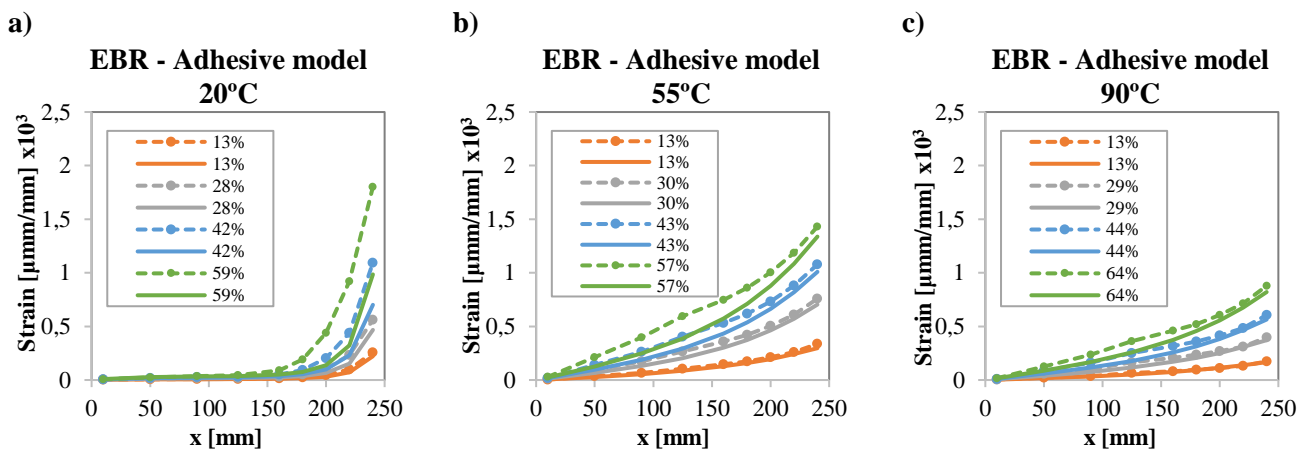 a)
EBR - Adhesive model
20ºC
Strain [µmm/mm] x10³
2,5
2
1,5
1
0,5
0
13%
13%
28%
28%
42%
42%
59%
59%
0 50 100 150 200 250
x [mm]
b)
EBR - Adhesive model
55ºC
Strain [µmm/mm] x10³
2,5
2
1,5
1
0,5
0
13%
13%
30%
30%
43%
43%
57%
57%
0 50 100 150 200 250
x [mm]
c)
EBR - Adhesive model
90ºC
Strain [µmm/mm] x10³
2,5
2
1,5
1
0,5
0
13%
13%
29%
29%
44%
44%
64%
64%
0 50 100 150 200 250
x [mm]